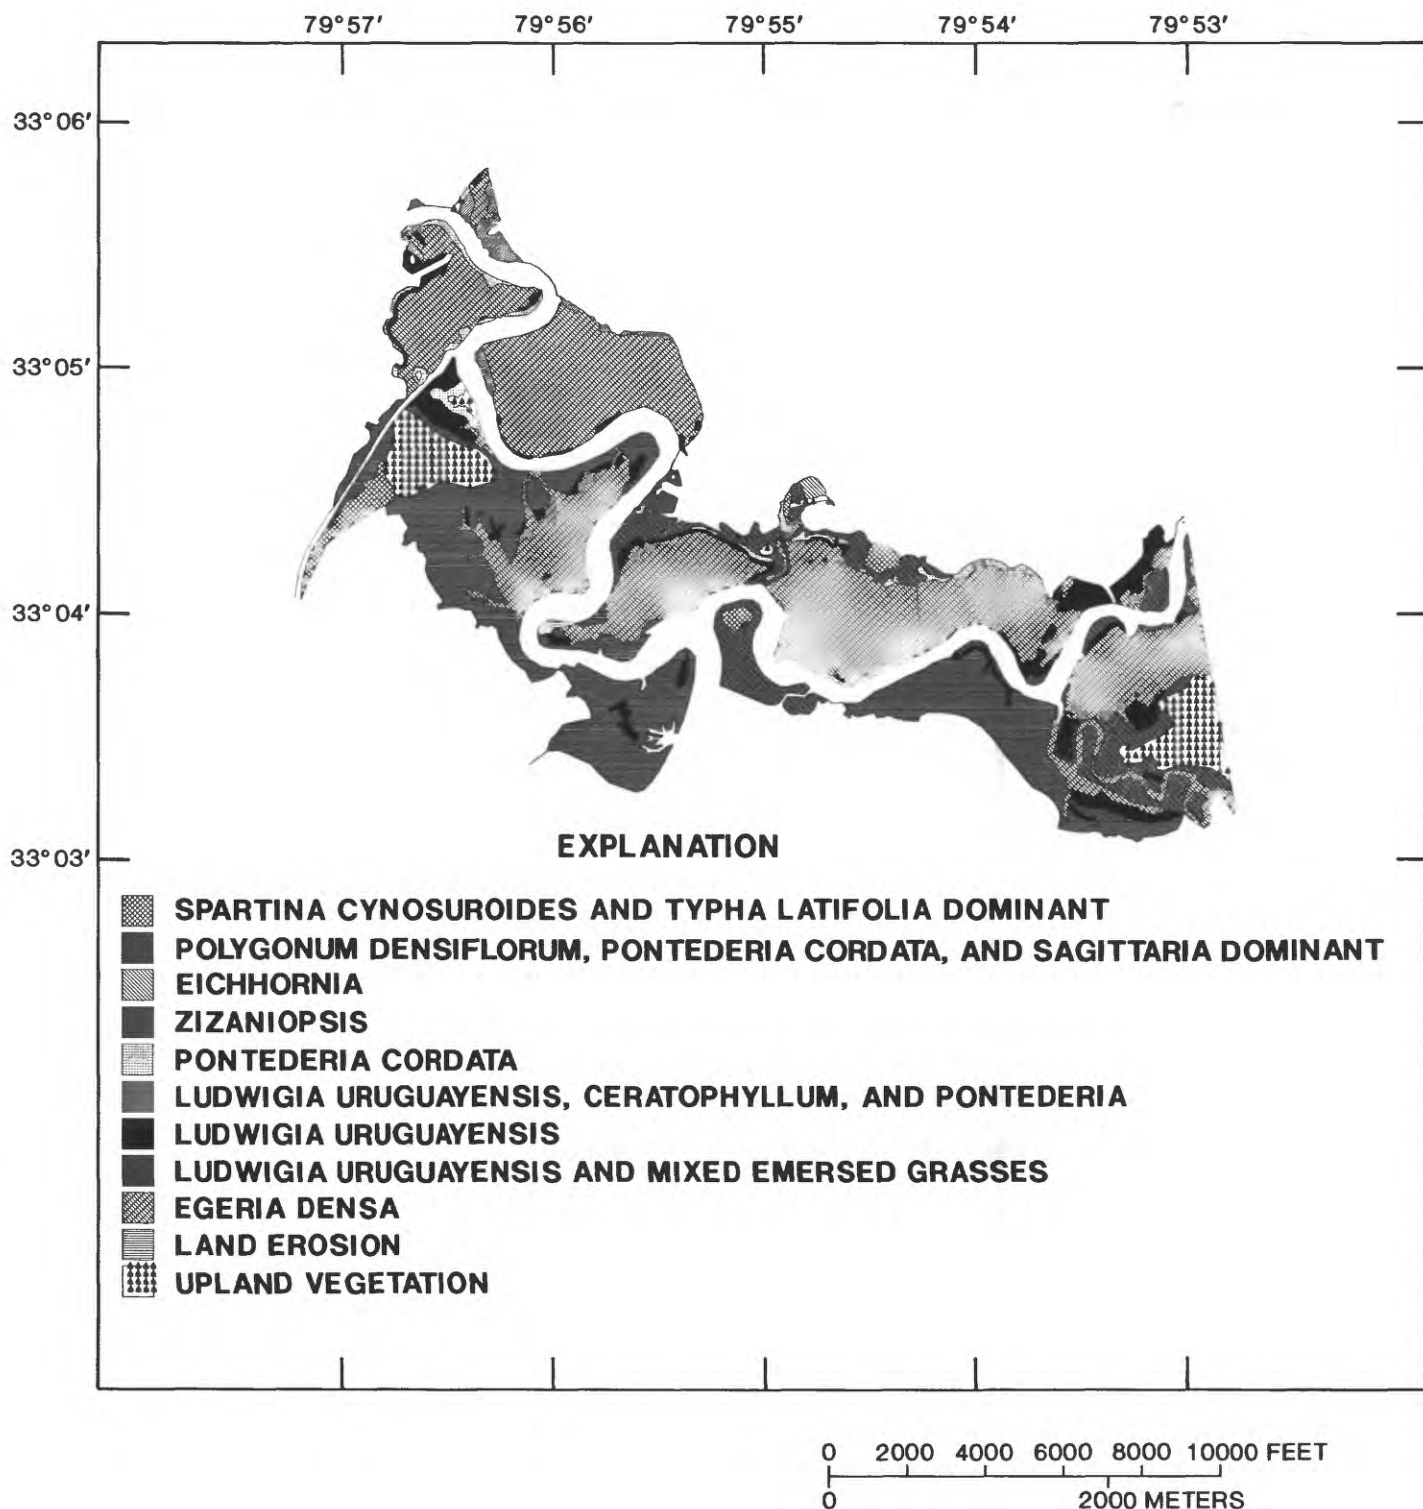 79°57′ 79°56′ 79°55′ 79°54′ 79°53′
33°06′
33°05′
33°04′
33°03′
EXPLANATION
SPARTINA CYNOSUROIDES AND TYPHA LATIFOLIA DOMINANT
POLYGONUM DENSIFLORUM, PONTEDERIA CORDATA, AND SAGITTARIA DOMINANT
EICHHORNIA
ZIZANIOPSIS
PONTEDERIA CORDATA
LUDWIGIA URUGUAYENSIS, CERATOPHYLLUM, AND PONTEDERIA
LUDWIGIA URUGUAYENSIS
LUDWIGIA URUGUAYENSIS AND MIXED EMERSED GRASSES
EGERIA DENSA
LAND EROSION
UPLAND VEGETATION
0 2000 4000 6000 8000 10000 FEET
0 2000 METERS